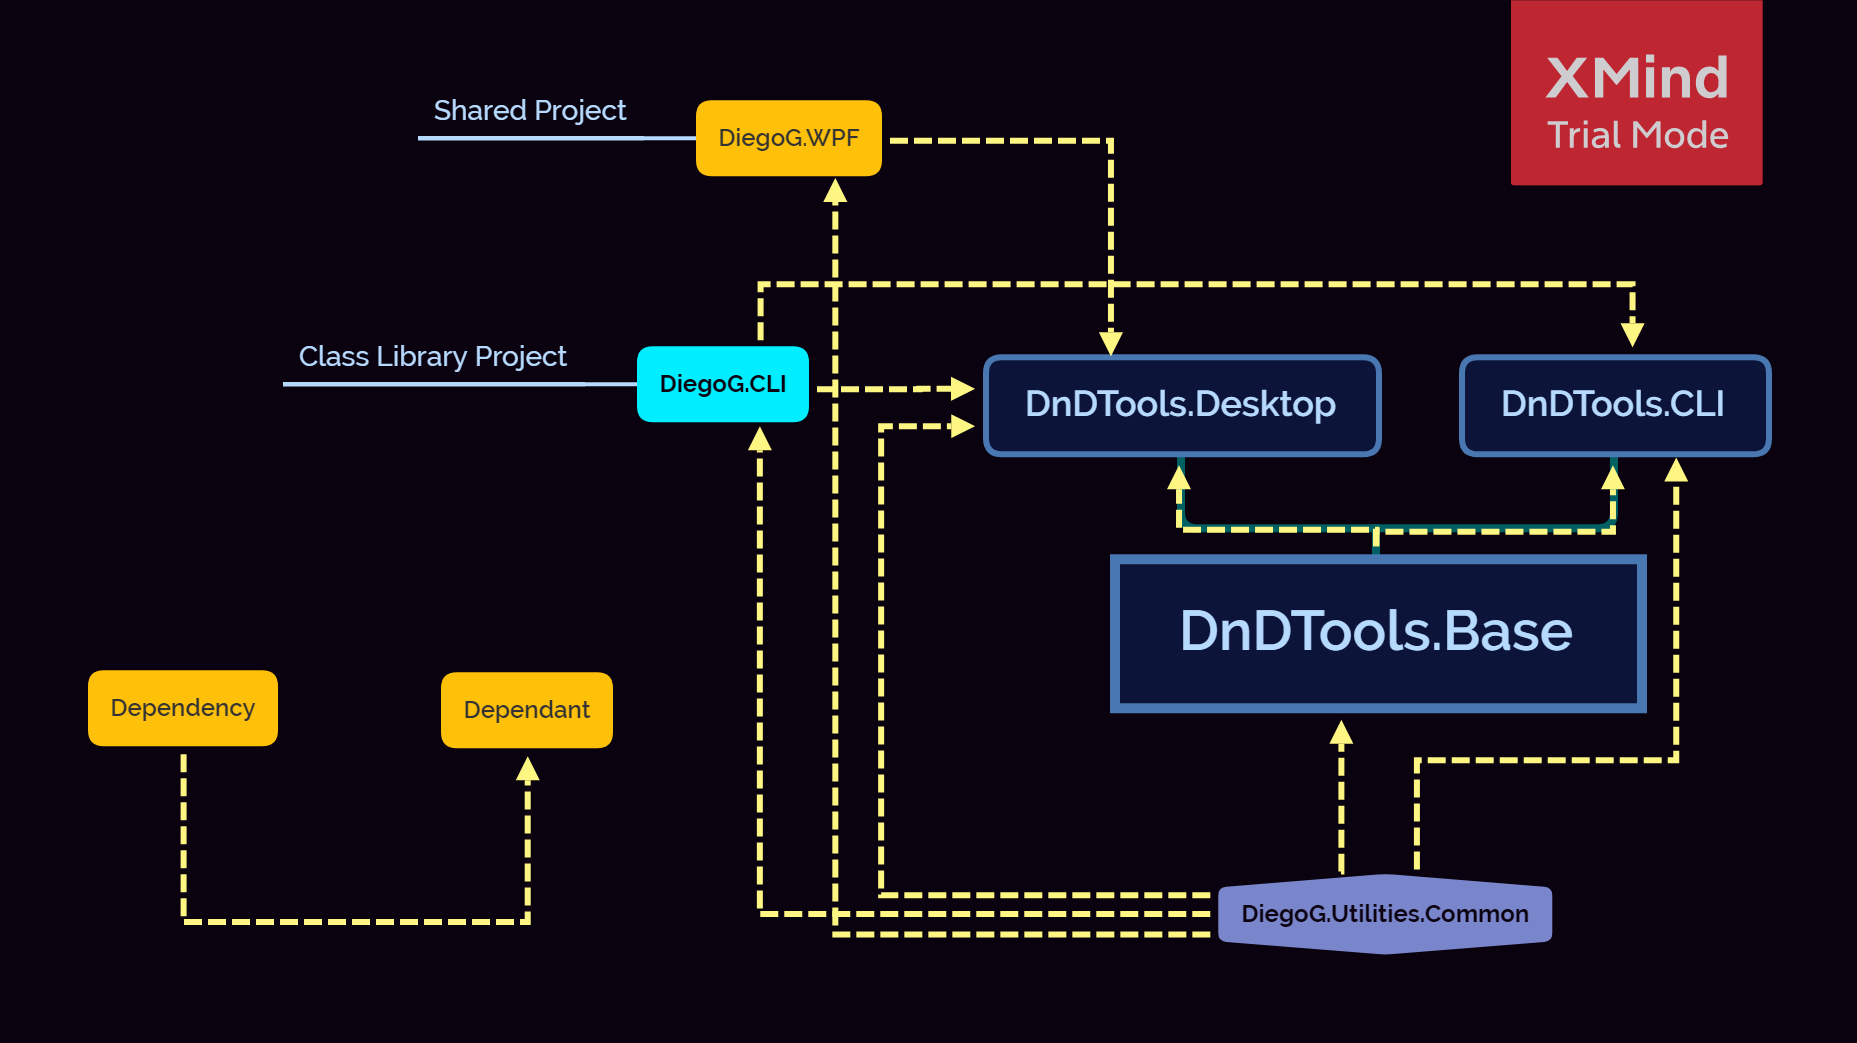 XMind
Trial Mode
Shared Project
DiegoG.WPF
Class Library Project
DiegoG.CLI
DnDTools.Desktop
DnDTools.CLI
DnDTools.Base
Dependency
Dependant
DiegoG.Utilities.Common